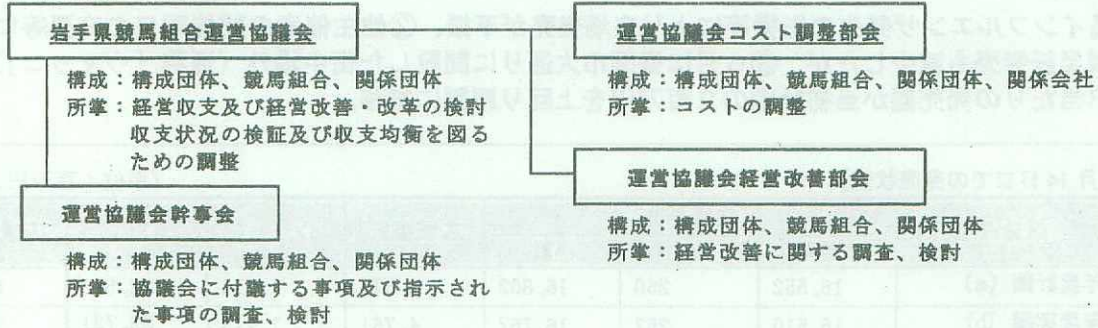 岩手県競馬組合運営協議会
構成：構成団体、競馬組合、関係団体
所掌：経営収支及び経営改善・改革の検討
収支状況の検証及び収支均衡を図る
ための調整
運営協議会幹事会
構成：構成団体、競馬組合、関係団体
所掌：協議会に付議する事項及び指示され
た事項の調査、検討
運営協議会コスト調整部会
構成：構成団体、競馬組合、関係団体、関係会社
所掌：コストの調整
運営協議会経営改善部会
構成：構成団体、競馬組合、関係団体
所掌：経営改善に関する調査、検討